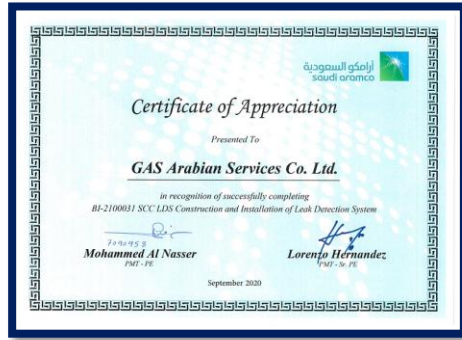 أرامكو السعودية
saudi aramco
Certificate of Appreciation
Presented To
GAS Arabian Services Co. Ltd.
in recognition of successfully completing
BI-2100031 SCC LDS Construction and Installation of Leak Detection System
7090958
Mohammed Al Nasser
PMT - PE
Lorenzo Hernandez
PMT - Sr. PE
September 2020